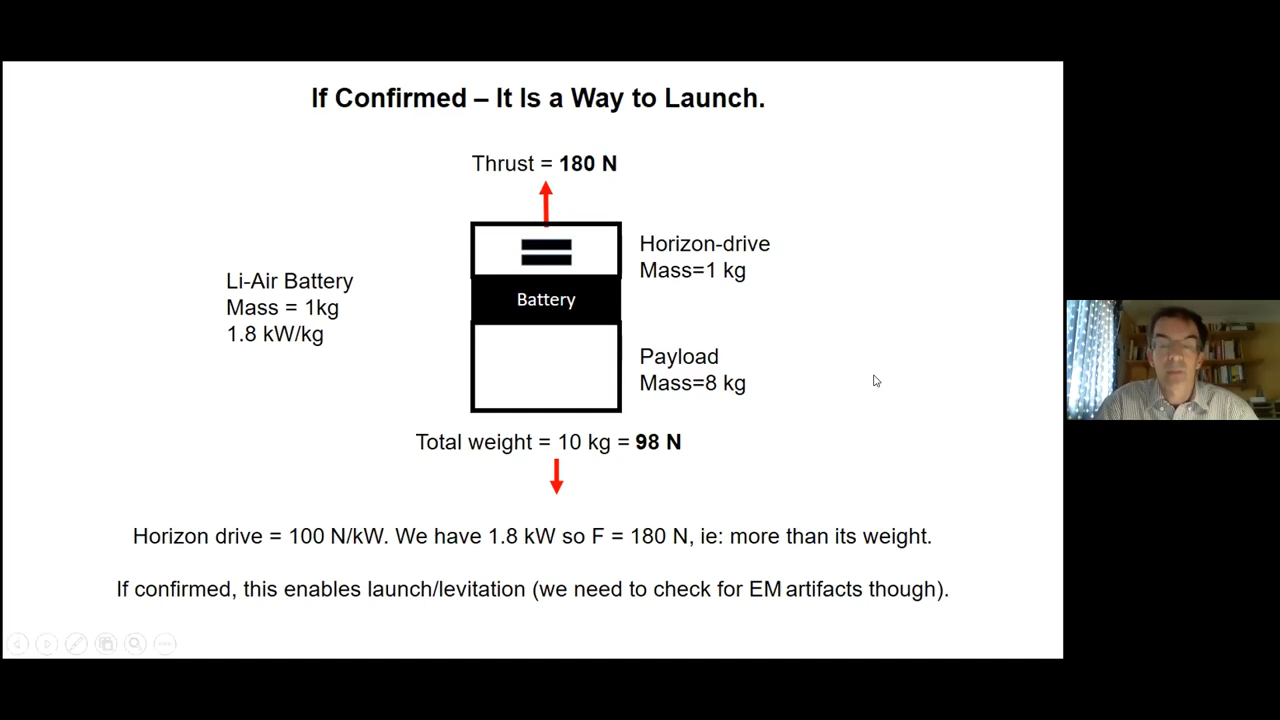 If Confirmed – It Is a Way to Launch.
Thrust = 180 N
Horizon-drive
Mass=1 kg
Li-Air Battery
Mass = 1kg
1.8 kW/kg
Battery
Payload
Mass=8 kg
Total weight = 10 kg = 98 N
Horizon drive = 100 N/kW. We have 1.8 kW so F = 180 N, ie: more than its weight.
If confirmed, this enables launch/levitation (we need to check for EM artifacts though).